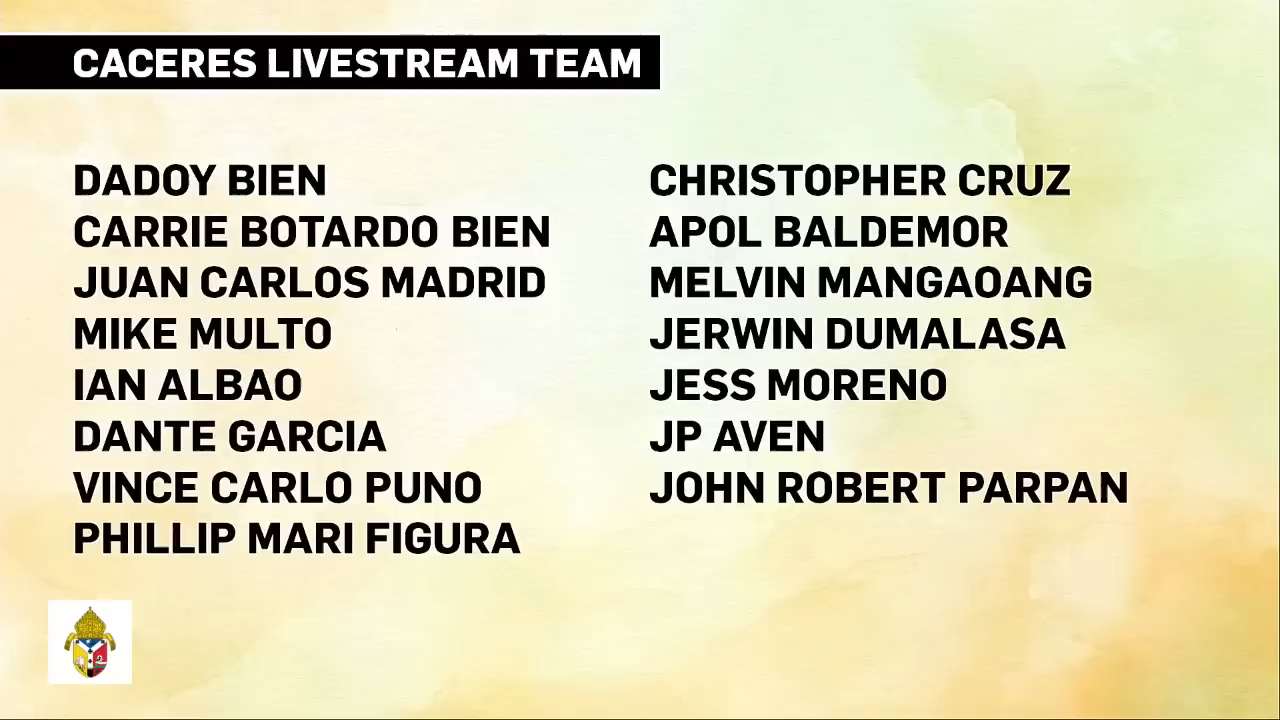 CACERES LIVESTREAM TEAM
DADOY BIEN
CARRIE BOTARDO BIEN
JUAN CARLOS MADRID
MIKE MULTO
IAN ALBAO
DANTE GARCIA
VINCE CARLO PUNO
PHILLIP MARI FIGURA
CHRISTOPHER CRUZ
APOL BALDEMOR
MELVIN MANGAOANG
JERWIN DUMALASA
JESS MORENO
JP AVEN
JOHN ROBERT PARPAN